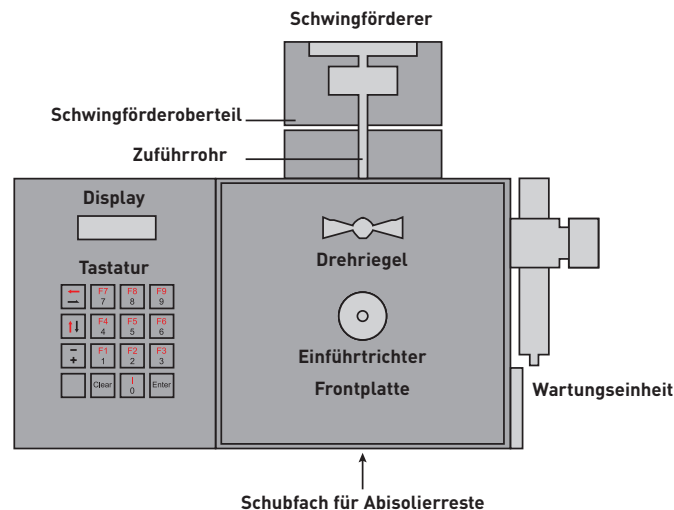 Schwingförderer
Schwingförderoberteil
Zuführrohr
Display
Tastatur
F7 F8 F9
7 8 9
F4 F5 F6
4 5 6
– F1 F2 F3
+ 1 2 3
Clear I 0 Enter
Drehriegel
Einführtrichter
Frontplatte
Wartungseinheit
Schubfach für Abisolierreste